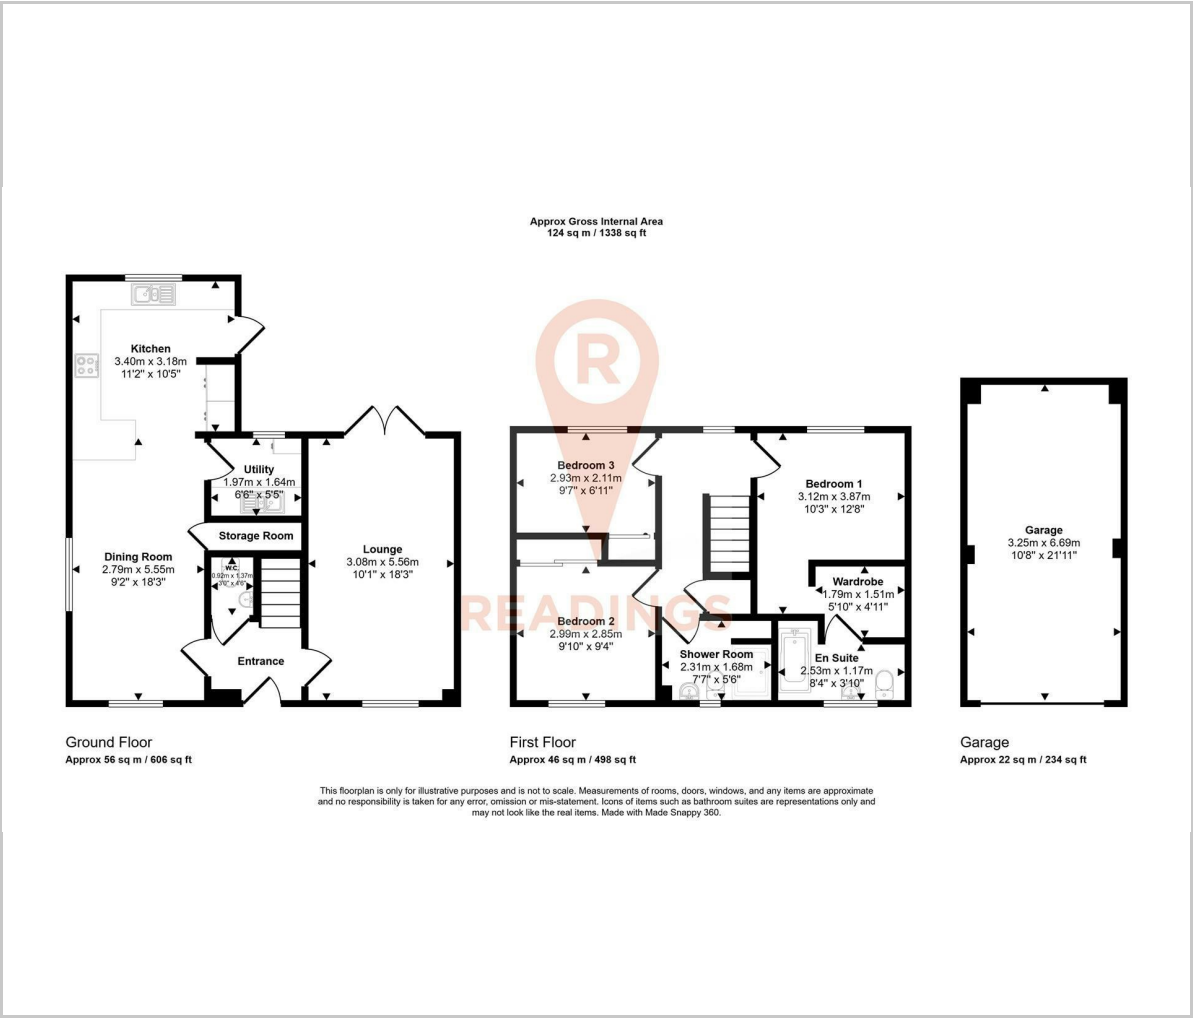 Approx Gross Internal Area
124 sq m / 1338 sq ft
Kitchen
3.40m x 3.18m
11'2" x 10'5"
Utility
1.97m x 1.64m
6'6" x 5'5"
Storage Room
Dining Room
2.79m x 5.55m
9'2" x 18'3"
W.C.
0.92m x 1.37m
3'0" x 4'6"
Lounge
3.08m x 5.56m
10'1" x 18'3"
Entrance
Ground Floor
Approx 56 sq m / 606 sq ft
R
READINGS
Bedroom 3
2.93m x 2.11m
9'7" x 6'11"
Bedroom 1
3.12m x 3.87m
10'3" x 12'8"
Wardrobe
1.79m x 1.51m
5'10" x 4'11"
Bedroom 2
2.99m x 2.85m
9'10" x 9'4"
Shower Room
2.31m x 1.68m
7'7" x 5'6"
En Suite
2.53m x 1.17m
8'4" x 3'10"
First Floor
Approx 46 sq m / 498 sq ft
Garage
3.25m x 6.69m
10'8" x 21'11"
Garage
Approx 22 sq m / 234 sq ft
This floorplan is only for illustrative purposes and is not to scale. Measurements of rooms, doors, windows, and any items are approximate
and no responsibility is taken for any error, omission or mis-statement. Icons of items such as bathroom suites are representations only and
may not look like the real items. Made with Made Snappy 360.